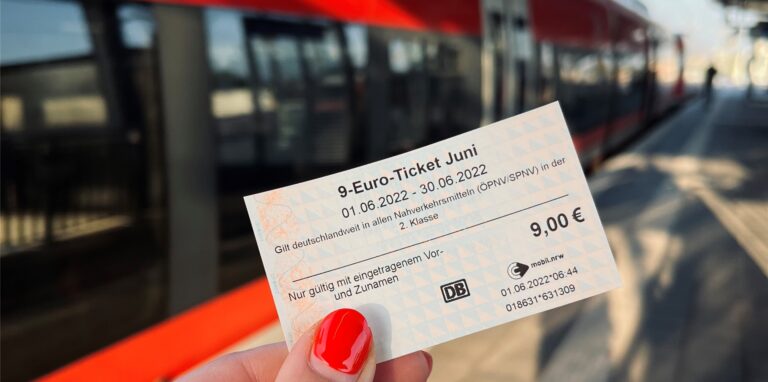 9-Euro-Ticket Juni
01.06.2022 - 30.06.2022
Gilt deutschlandweit in allen Nahverkehrsmitteln (ÖPNV/SPNV) in der
2. Klasse
9,00 €
Nur gültig mit eingetragenem Vor-
und Zunamen
DB
mobil.nrw
01.06.2022*06:44
018631*631309